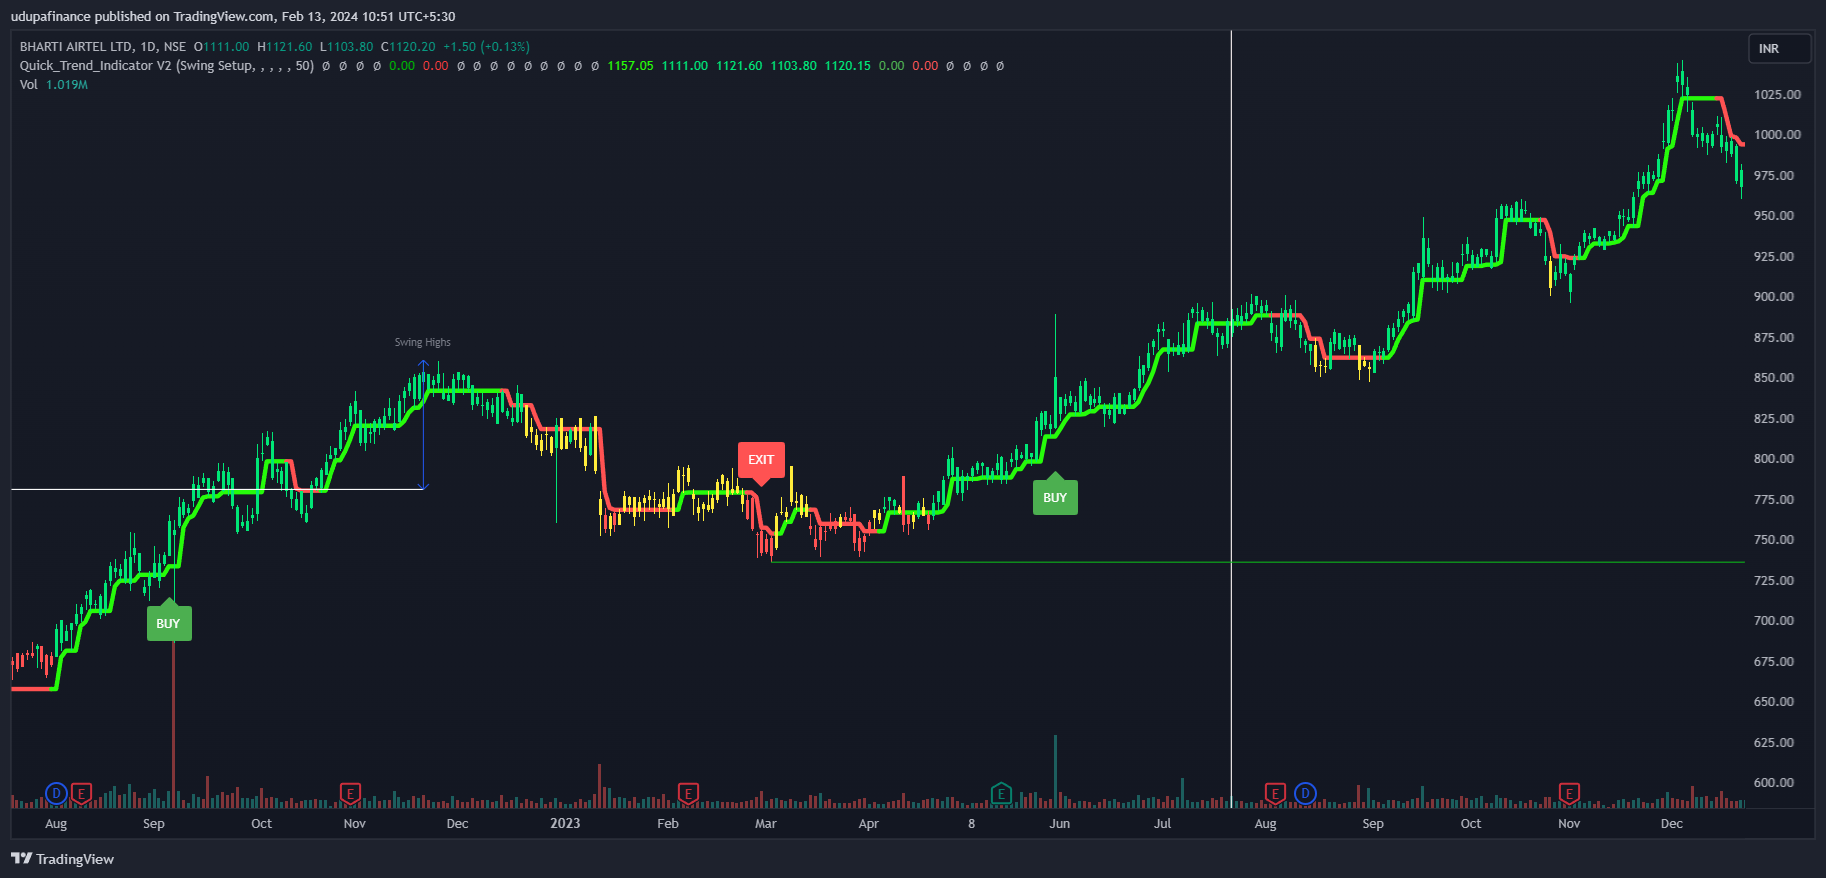 udupafinance published on TradingView.com, Feb 13, 2024 10:51 UTC+5:30
BHARTI AIRTEL LTD, 1D, NSE O1111.00 H1121.60 L1103.80 C1120.20 +1.50 (+0.13%)
INR
Quick_Trend_Indicator V2 (Swing Setup, , , , , 50) ∅ ∅ ∅ ∅ 0.00 0.00 ∅ ∅ ∅ ∅ ∅ ∅ ∅ ∅ ∅ 1157.05 1111.00 1121.60 1103.80 1120.15 0.00 0.00 ∅ ∅ ∅ ∅
Vol 1.019M
1025.00
1000.00
975.00
950.00
925.00
900.00
875.00
Swing Highs
850.00
825.00
800.00
EXIT
BUY
775.00
750.00
725.00
BUY
700.00
675.00
650.00
625.00
600.00
D E E E E E D E
Aug Sep Oct Nov Dec 2023 Feb Mar Apr 8 Jun Jul Aug Sep Oct Nov Dec
TradingView